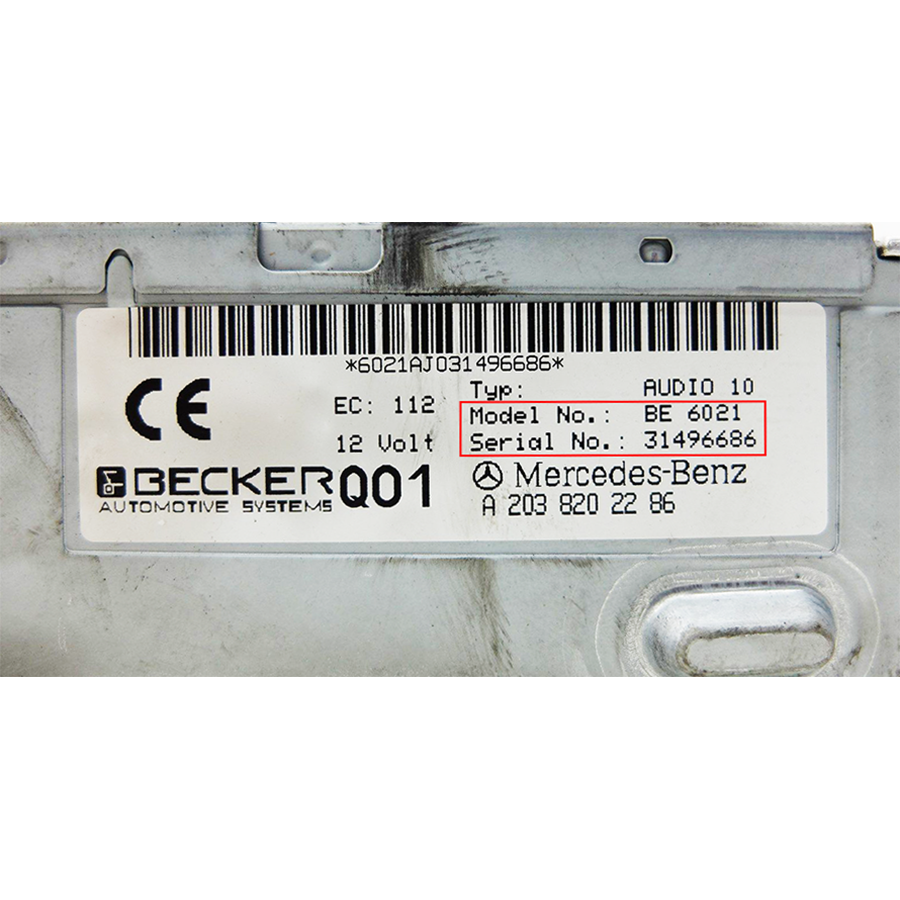 *6021AJ031496686*
Typ: AUDIO 10
EC: 112
Model No.: BE 6021
12 Volt
Serial No.: 31496686
CE
BECKER Q01
AUTOMOTIVE SYSTEMS
Mercedes-Benz
A 203 820 22 86